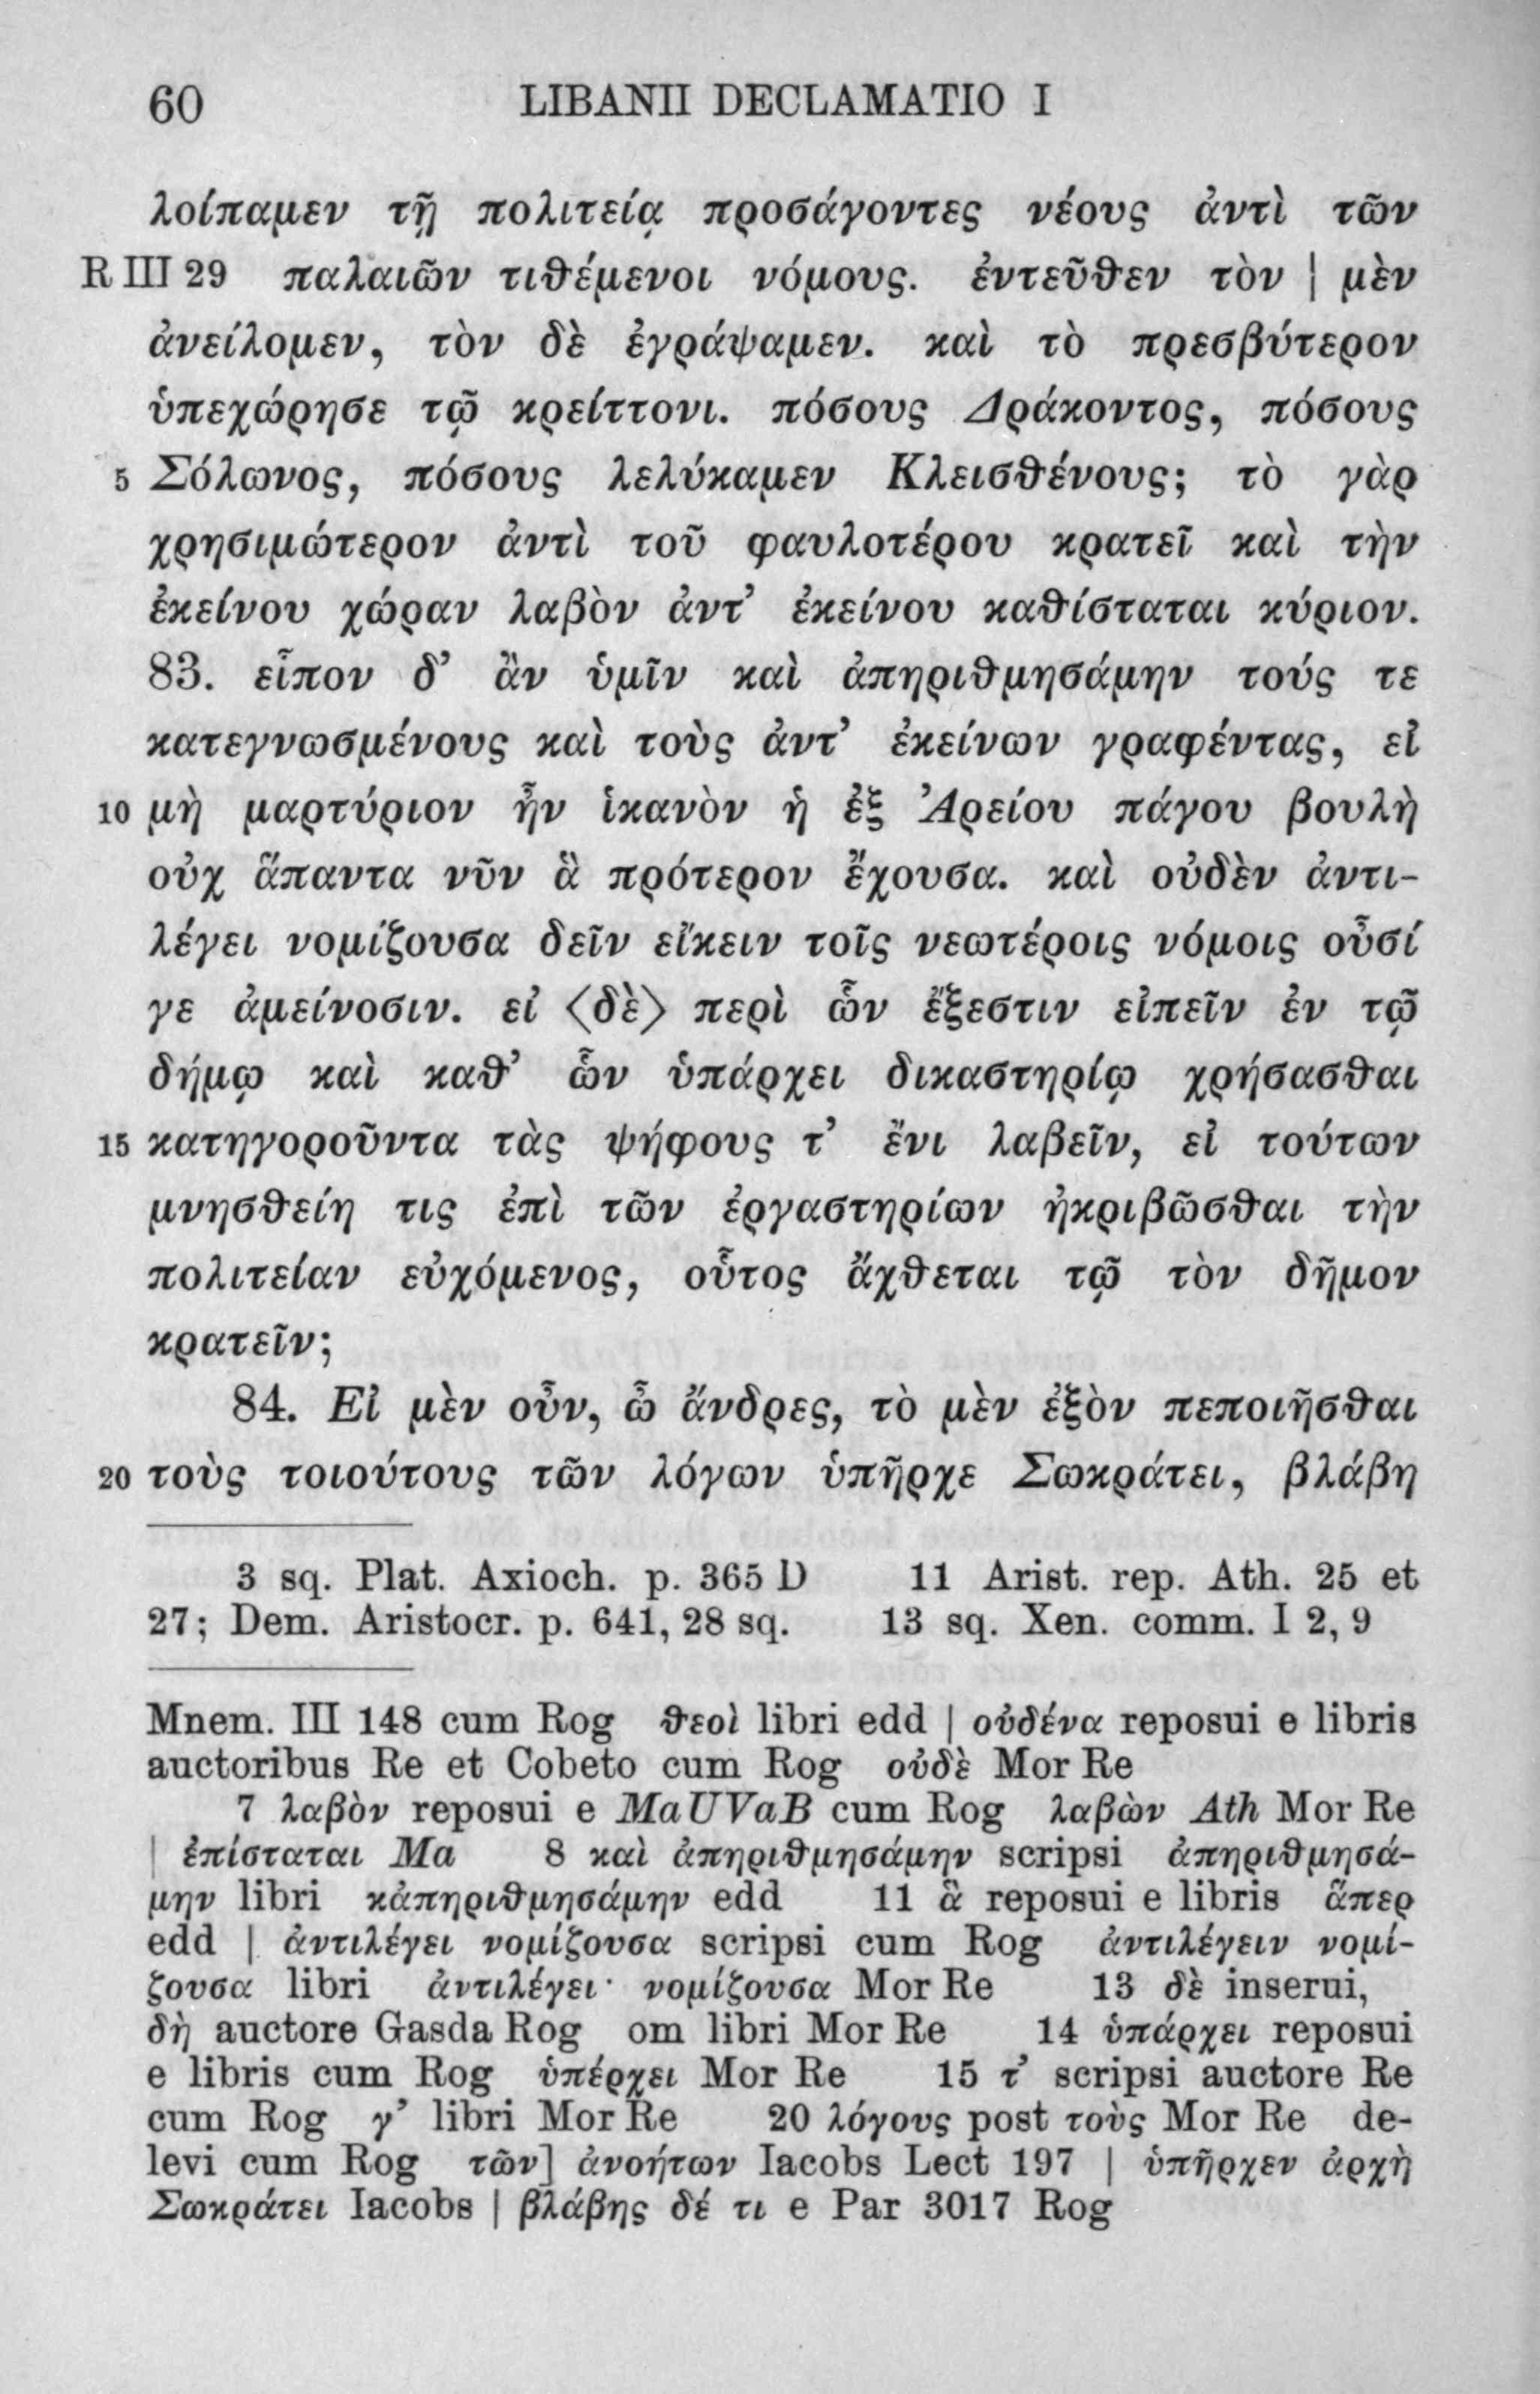 60 LIBANII DECLAMATIO I
λοίπαμεν τῇ πολιτείᾳ προσάγοντες νέους ἀντὶ τῶν
R III 29 παλαιῶν τιθέμενοι νόμους. ἐντεῦθεν τὸν | μὲν
ἀνείλομεν, τὸν δὲ ἐγράψαμεν. καὶ τὸ πρεσβύτερον
ὑπεχώρησε τῷ κρείττονι. πόσους Δράκοντος, πόσους
5 Σόλωνος, πόσους λελύκαμεν Κλεισθένους; τὸ γὰρ
χρησιμώτερον ἀντὶ τοῦ φαυλοτέρου κρατεῖ καὶ τὴν
ἐκείνου χώραν λαβὸν ἀντ’ ἐκείνου καθίσταται κύριον.
83. εἶπον δ’ ἂν ὑμῖν καὶ ἀπηριθμησάμην τούς τε
κατεγνωσμένους καὶ τοὺς ἀντ’ ἐκείνων γραφέντας, εἰ
10 μὴ μαρτύριον ἦν ἱκανὸν ἡ ἐξ Ἀρείου πάγου βουλὴ
οὐχ ἅπαντα νῦν ἃ πρότερον ἔχουσα. καὶ οὐδὲν ἀντι-
λέγει νομίζουσα δεῖν εἴκειν τοῖς νεωτέροις νόμοις οὖσί
γε ἀμείνοσιν. εἰ ⟨δὲ⟩ περὶ ὧν ἔξεστιν εἰπεῖν ἐν τῷ
δήμῳ καὶ καθ’ ὧν ὑπάρχει δικαστηρίῳ χρήσασθαι
15 κατηγοροῦντα τὰς ψήφους τ’ ἔνι λαβεῖν, εἰ τούτων
μνησθείη τις ἐπὶ τῶν ἐργαστηρίων ἠκριβῶσθαι τὴν
πολιτείαν εὐχόμενος, οὗτος ἄχθεται τῷ τὸν δῆμον
κρατεῖν;
84. Εἰ μὲν οὖν, ὦ ἄνδρες, τὸ μὲν ἐξὸν πεποιῆσθαι
20 τοὺς τοιούτους τῶν λόγων ὑπῆρχε Σωκράτει, βλάβη
3 sq. Plat. Axioch. p. 365 D 11 Arist. rep. Ath. 25 et
27; Dem. Aristocr. p. 641, 28 sq. 13 sq. Xen. comm. I 2, 9
Mnem. III 148 cum Rog θεοὶ libri edd | οὐδένα reposui e libris
auctoribus Re et Cobeto cum Rog οὐδὲ Mor Re
7 λαβὸν reposui e MaUVaB cum Rog λαβὼν Ath Mor Re
| ἐπίσταται Ma 8 καὶ ἀπηριθμησάμην scripsi ἀπηριθμησά-
μην libri κἀπηριθμησάμην edd 11 ἃ reposui e libris ἅπερ
edd | ἀντιλέγει νομίζουσα scripsi cum Rog ἀντιλέγειν νομί-
ζουσα libri ἀντιλέγει· νομίζουσα Mor Re 13 δὲ inserui,
δὴ auctore Gasda Rog om libri Mor Re 14 ὑπάρχει reposui
e libris cum Rog ὑπέρχει Mor Re 15 τ’ scripsi auctore Re
cum Rog γ’ libri Mor Re 20 λόγους post τοὺς Mor Re de-
levi cum Rog τῶν] ἀνοήτων Iacobs Lect 197 | ὑπῆρχεν ἀρχὴ
Σωκράτει Iacobs | βλάβης δέ τι e Par 3017 Rog